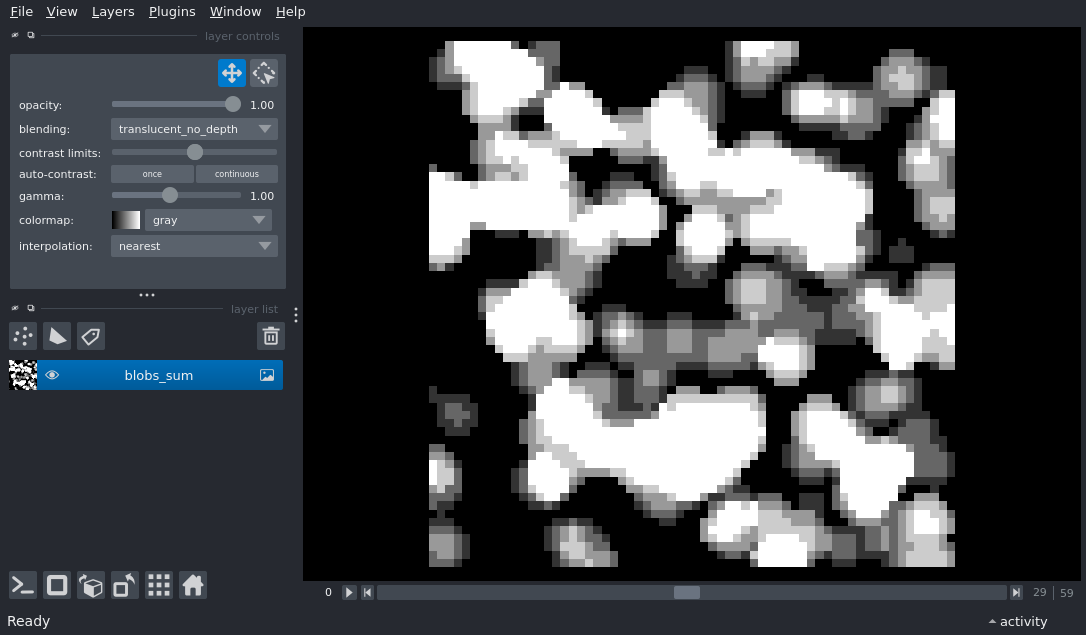 File View Layers Plugins Window Help
layer controls
opacity: 1.00
blending: translucent_no_depth
contrast limits:
auto-contrast: once continuous
gamma: 1.00
colormap: gray
interpolation: nearest
layer list
blobs_sum
0 29 59
Ready activity